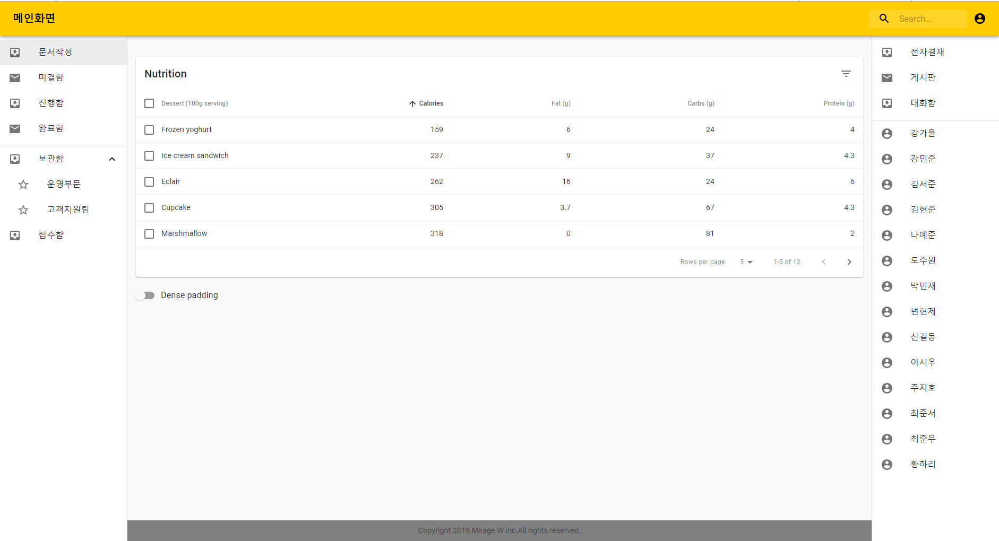 메인화면
Search...
문서작성
미결함
진행함
완료함
보관함
운영부문
고객지원팀
접수함
Nutrition
Dessert (100g serving) Calories Fat (g) Carbs (g) Protein (g)
Frozen yoghurt 159 6 24 4
Ice cream sandwich 237 9 37 4.3
Eclair 262 16 24 6
Cupcake 305 3.7 67 4.3
Marshmallow 318 0 81 2
Rows per page: 5 1-5 of 13
Dense padding
전자결재
게시판
대화함
강가을
강민준
김서준
김현준
나예준
도주원
박민재
변현제
신길동
이시우
주지호
최준서
최준우
황하리
Copyright 2019.Mirage.W inc.All rights reserved.